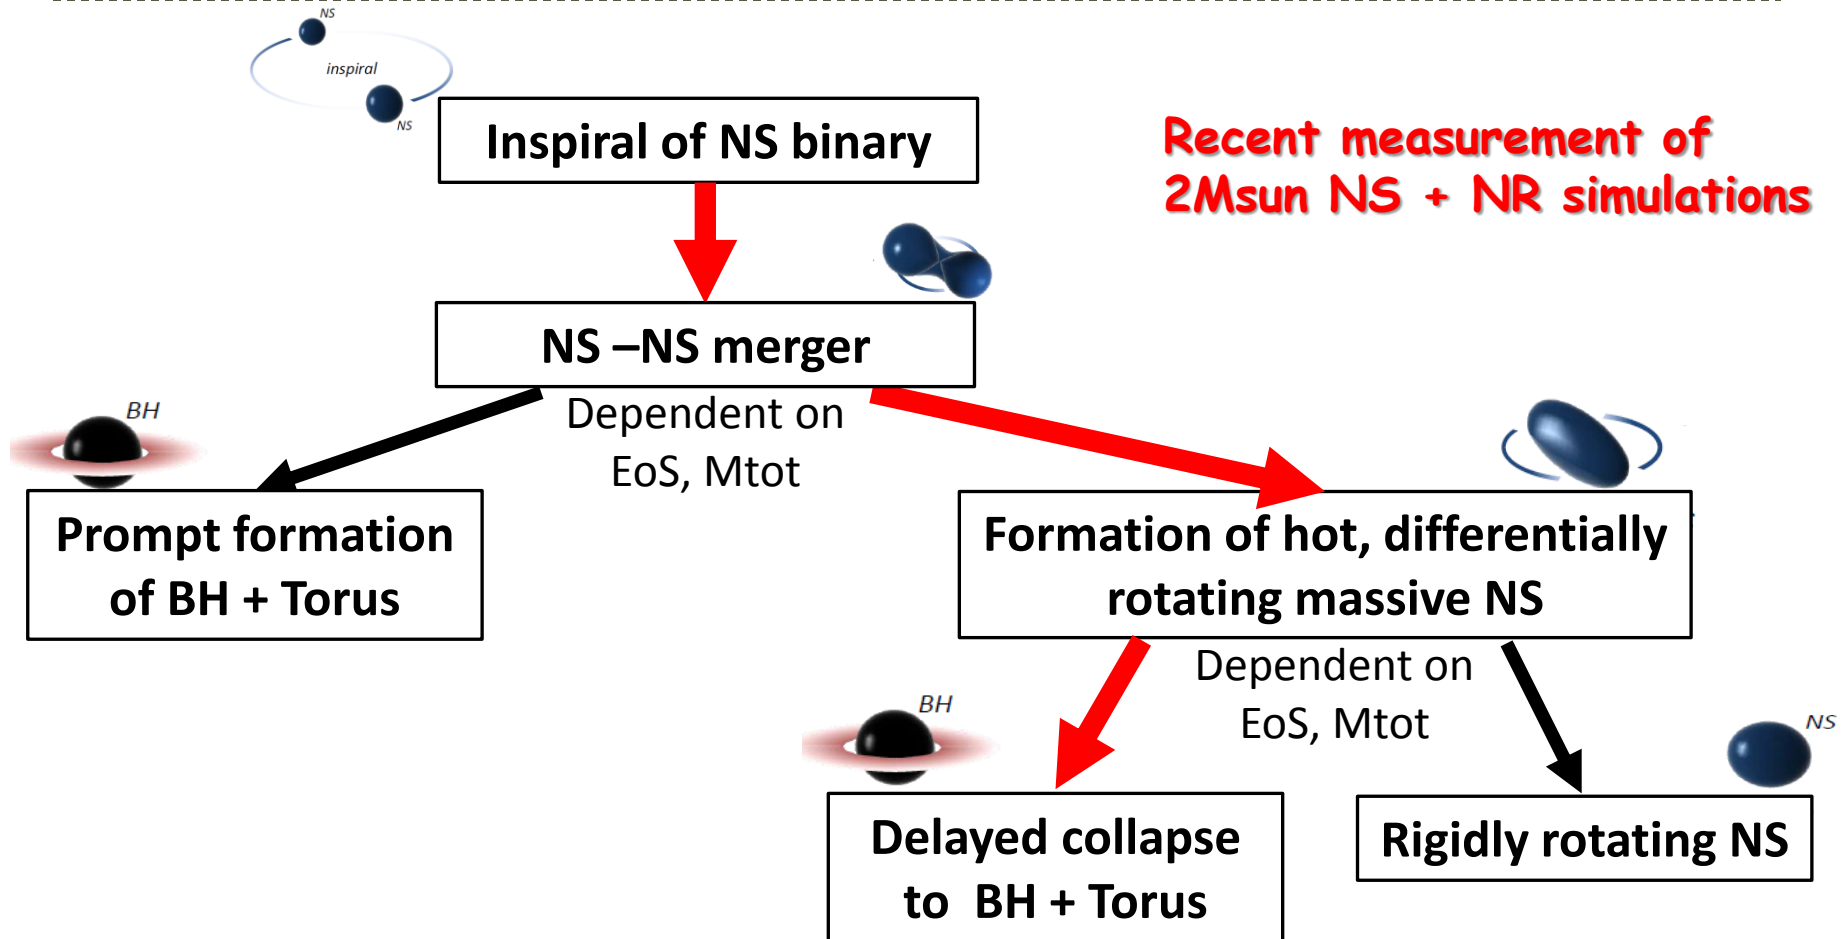 NS
inspiral
NS
Inspiral of NS binary
Recent measurement of
2Msun NS + NR simulations
NS –NS merger
BH
Dependent on
EoS, Mtot
Prompt formation
of BH + Torus
Formation of hot, differentially
rotating massive NS
Dependent on
EoS, Mtot
BH
NS
Delayed collapse
to BH + Torus
Rigidly rotating NS